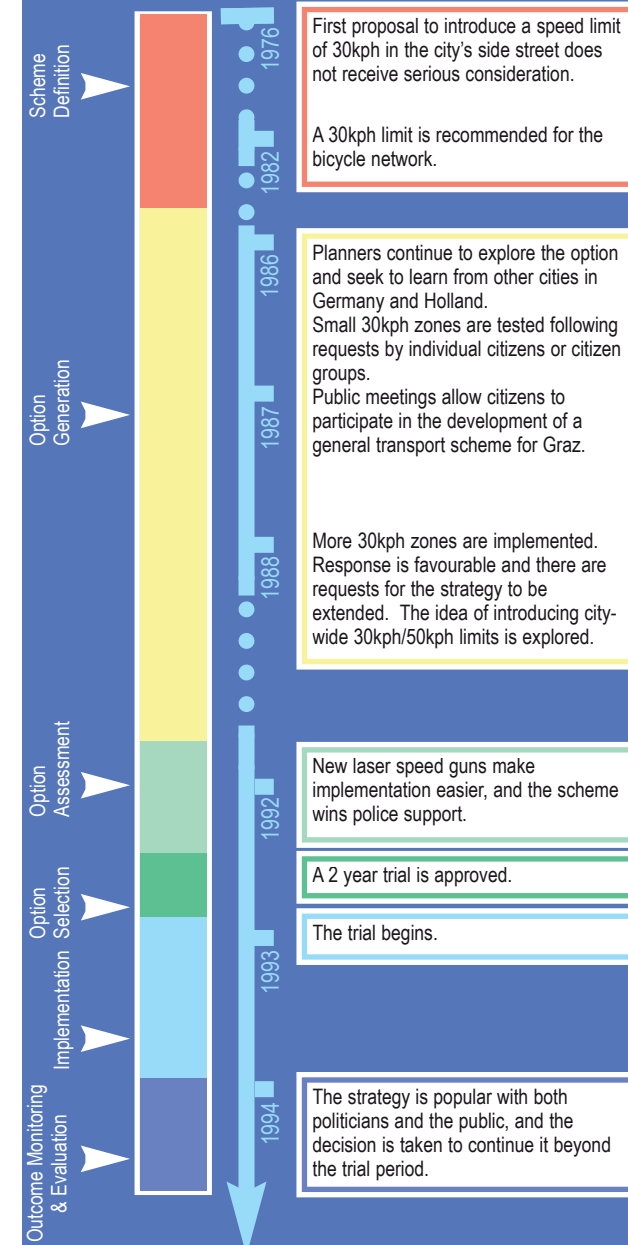 Scheme
Definition
1976
First proposal to introduce a speed limit
of 30kph in the city's side street does
not receive serious consideration.
1982
A 30kph limit is recommended for the
bicycle network.
Option
Generation
1986
Planners continue to explore the option
and seek to learn from other cities in
Germany and Holland.
Small 30kph zones are tested following
requests by individual citizens or citizen
groups.
1987
Public meetings allow citizens to
participate in the development of a
general transport scheme for Graz.
1988
More 30kph zones are implemented.
Response is favourable and there are
requests for the strategy to be
extended.  The idea of introducing city-
wide 30kph/50kph limits is explored.
Option
Assessment
1992
New laser speed guns make
implementation easier, and the scheme
wins police support.
Option
Selection
A 2 year trial is approved.
Implementation
1993
The trial begins.
Outcome Monitoring
& Evaluation
1994
The strategy is popular with both
politicians and the public, and the
decision is taken to continue it beyond
the trial period.